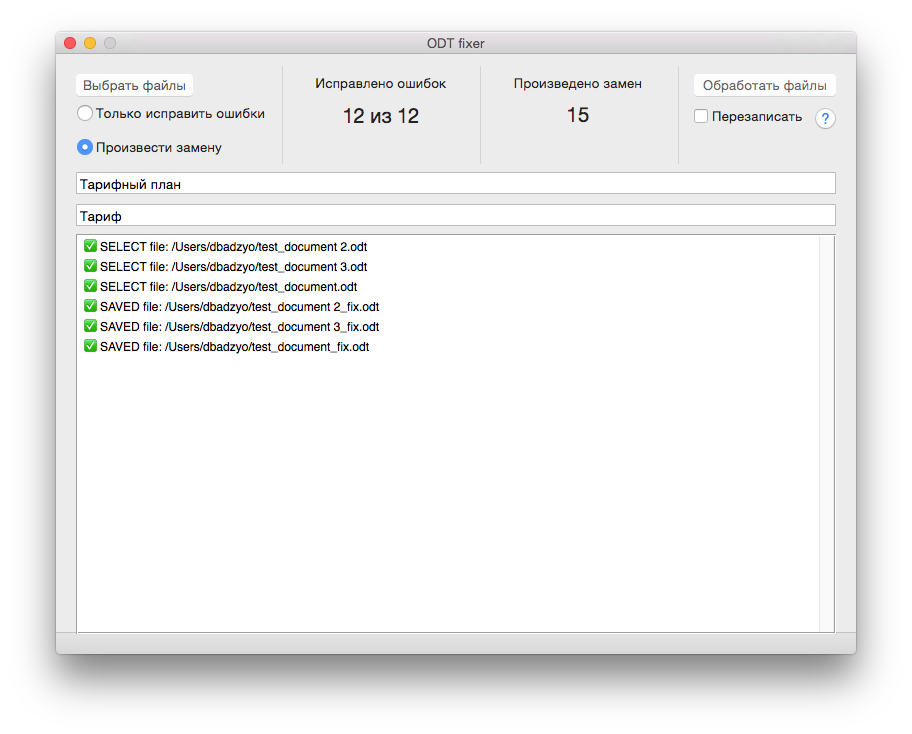 ODT fixer
Выбрать файлы
Только исправить ошибки
Произвести замену
Исправлено ошибок
12 из 12
Произведено замен
15
Обработать файлы
Перезаписать
?
Тарифный план
Тариф
SELECT file: /Users/dbadzyo/test_document 2.odt
SELECT file: /Users/dbadzyo/test_document 3.odt
SELECT file: /Users/dbadzyo/test_document.odt
SAVED file: /Users/dbadzyo/test_document 2_fix.odt
SAVED file: /Users/dbadzyo/test_document 3_fix.odt
SAVED file: /Users/dbadzyo/test_document_fix.odt